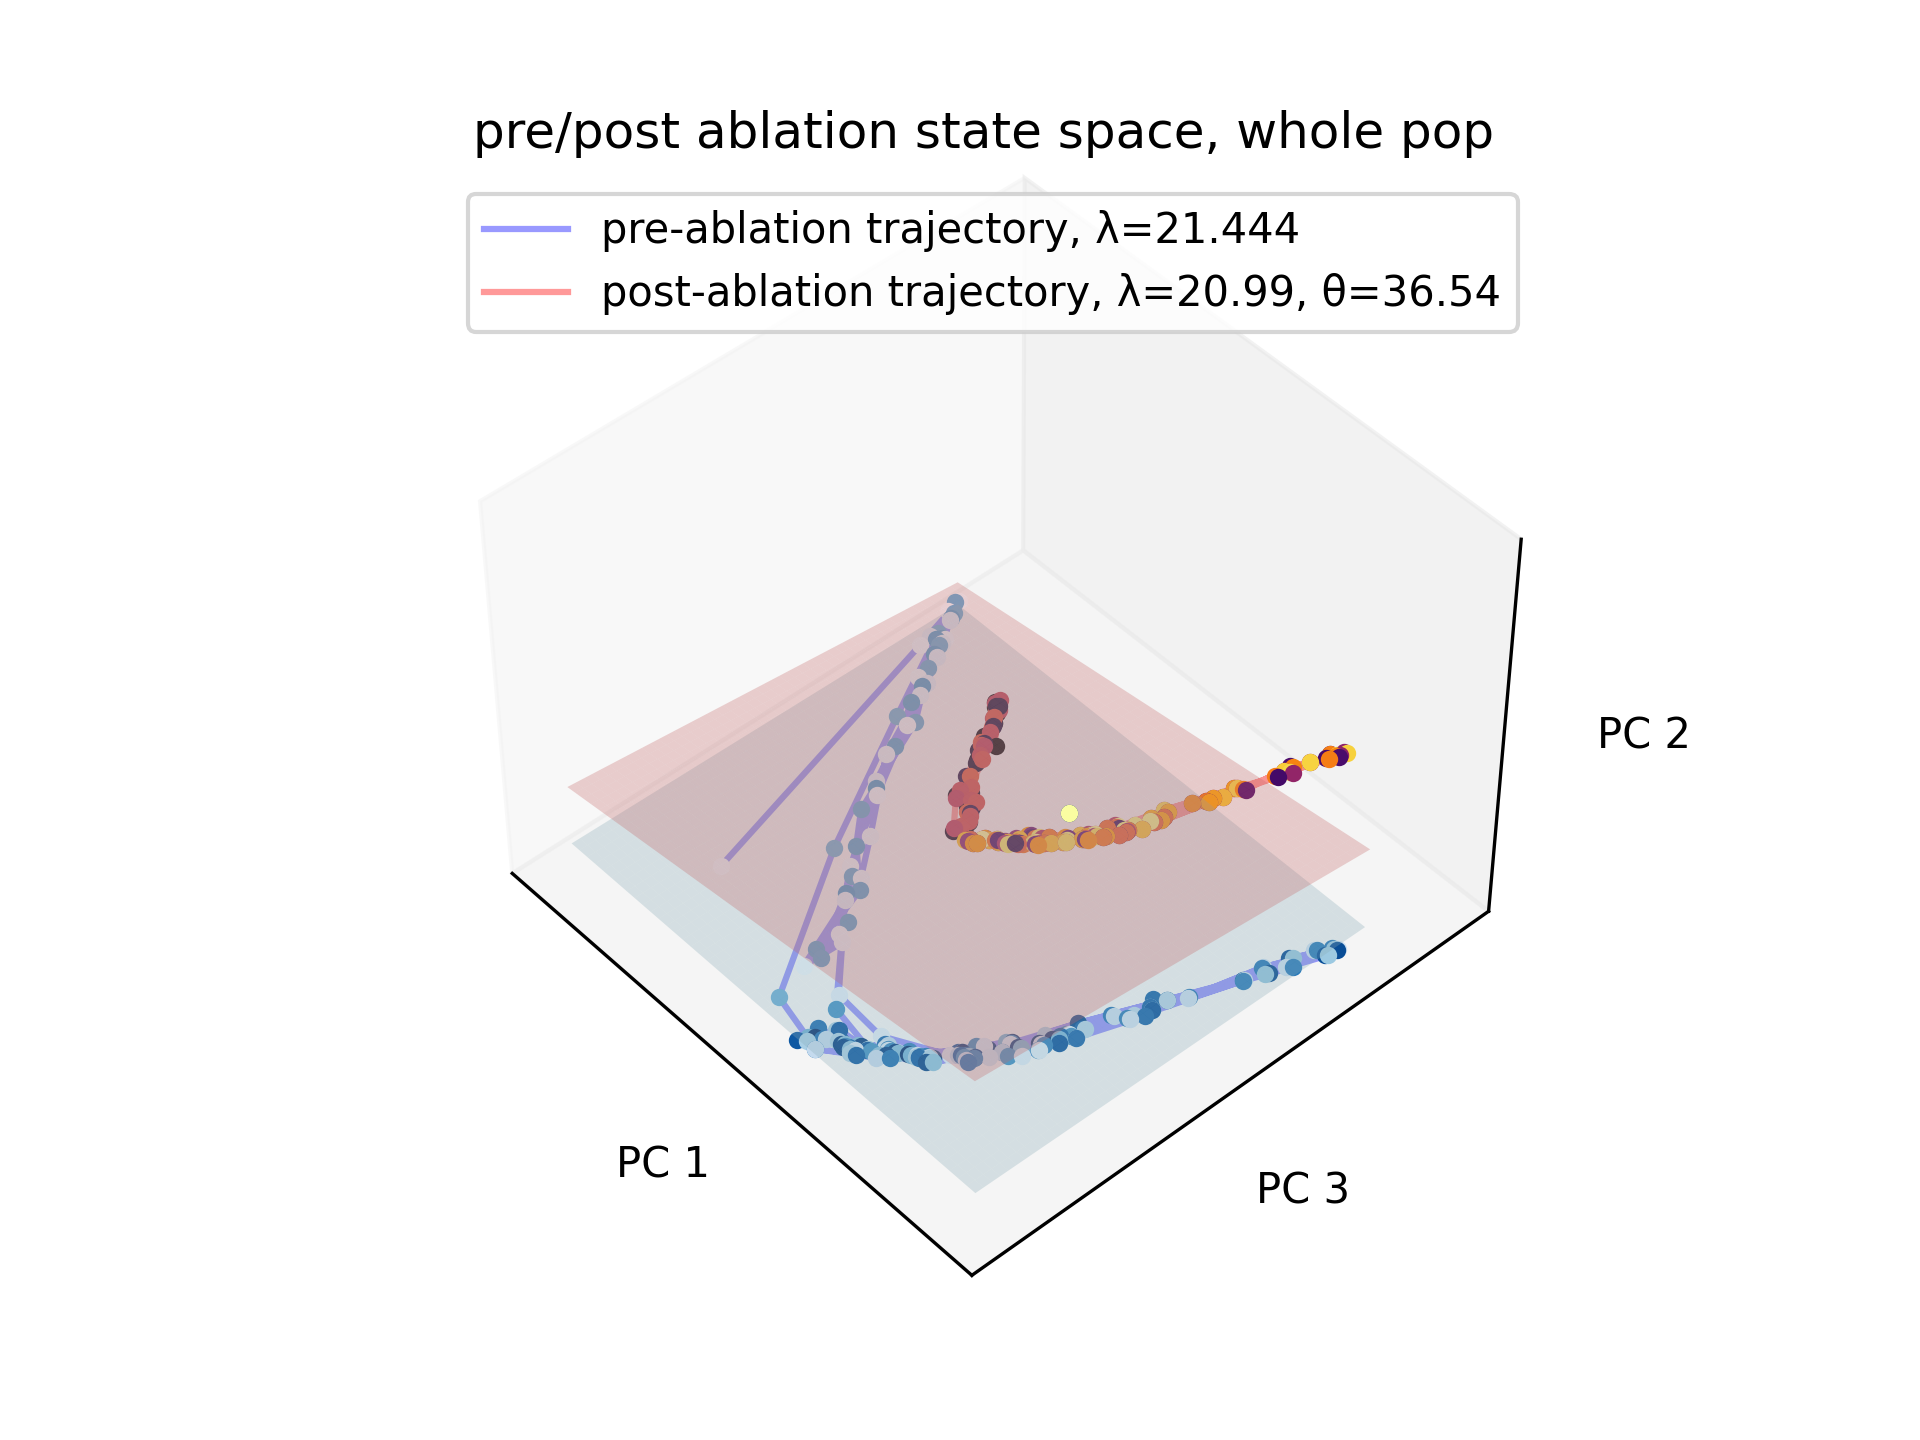 pre/post ablation state space, whole pop
pre-ablation trajectory, λ=21.444
post-ablation trajectory, λ=20.99, θ=36.54
PC 2
PC 1
PC 3